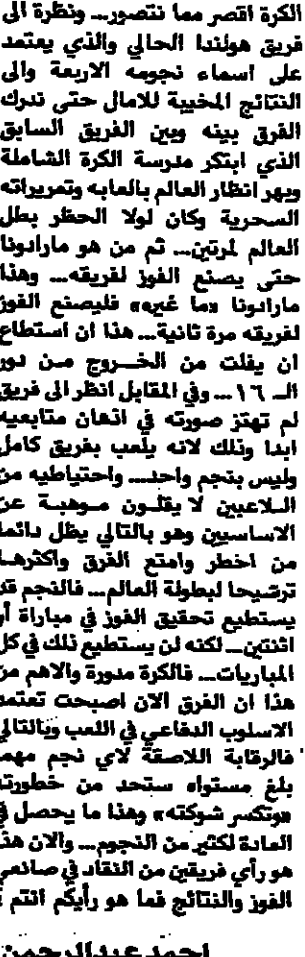 الكرة اقصر مما نتصور... ونظرة الى
فريق هولندا الحالي والذي يعتمد
على اسماء نجومه الاربعة والى
النتائج المخيبة للامال حتى ندرك
الفرق بينه وبين الفريق السابق
الذي ابتكر مدرسة الكرة الشاملة
وبهر انظار العالم بالعابه وتمريراته
السحرية وكان لولا الحظر بطل
العالم لمرتين... ثم من هو مارادونا
حتى يصنع الفوز لفريقه... وهذا
مارادونا «ما غيره» فليصنع الفوز
لفريقه مرة ثانية... هذا ان استطاع
ان يفلت من الخروج من دور
الـ ١٦... وفي المقابل انظر الى فريق
لم تهتز صورته في اذهان متابعيه
ابدا وذلك لانه يلعب بفريق كامل
وليس بنجم واحد... واحتياطيه من
اللاعبين لا يقلون موهبة عن
الاساسيين وهو بالتالي يظل دائما
من اخطر وامتع الفرق واكثرها
ترشيحا لبطولة العالم... فالنجم قد
يستطيع تحقيق الفوز في مباراة أو
اثنتين... لكنه لن يستطيع ذلك في كل
المباريات... فالكرة مدورة والاهم من
هذا ان الفرق الان اصبحت تعتمد
الاسلوب الدفاعي في اللعب وبالتالي
فالرقابة اللاصقة لاي نجم مهما
بلغ مستواه ستحد من خطورته
«وتكسر شوكته» وهذا ما يحصل في
العادة لكثير من النجوم... والان هذا
هو رأي فريقين من النقاد في صانعي
الفوز والنتائج فما هو رأيكم انتم ؟
احمد عبدالرحمن